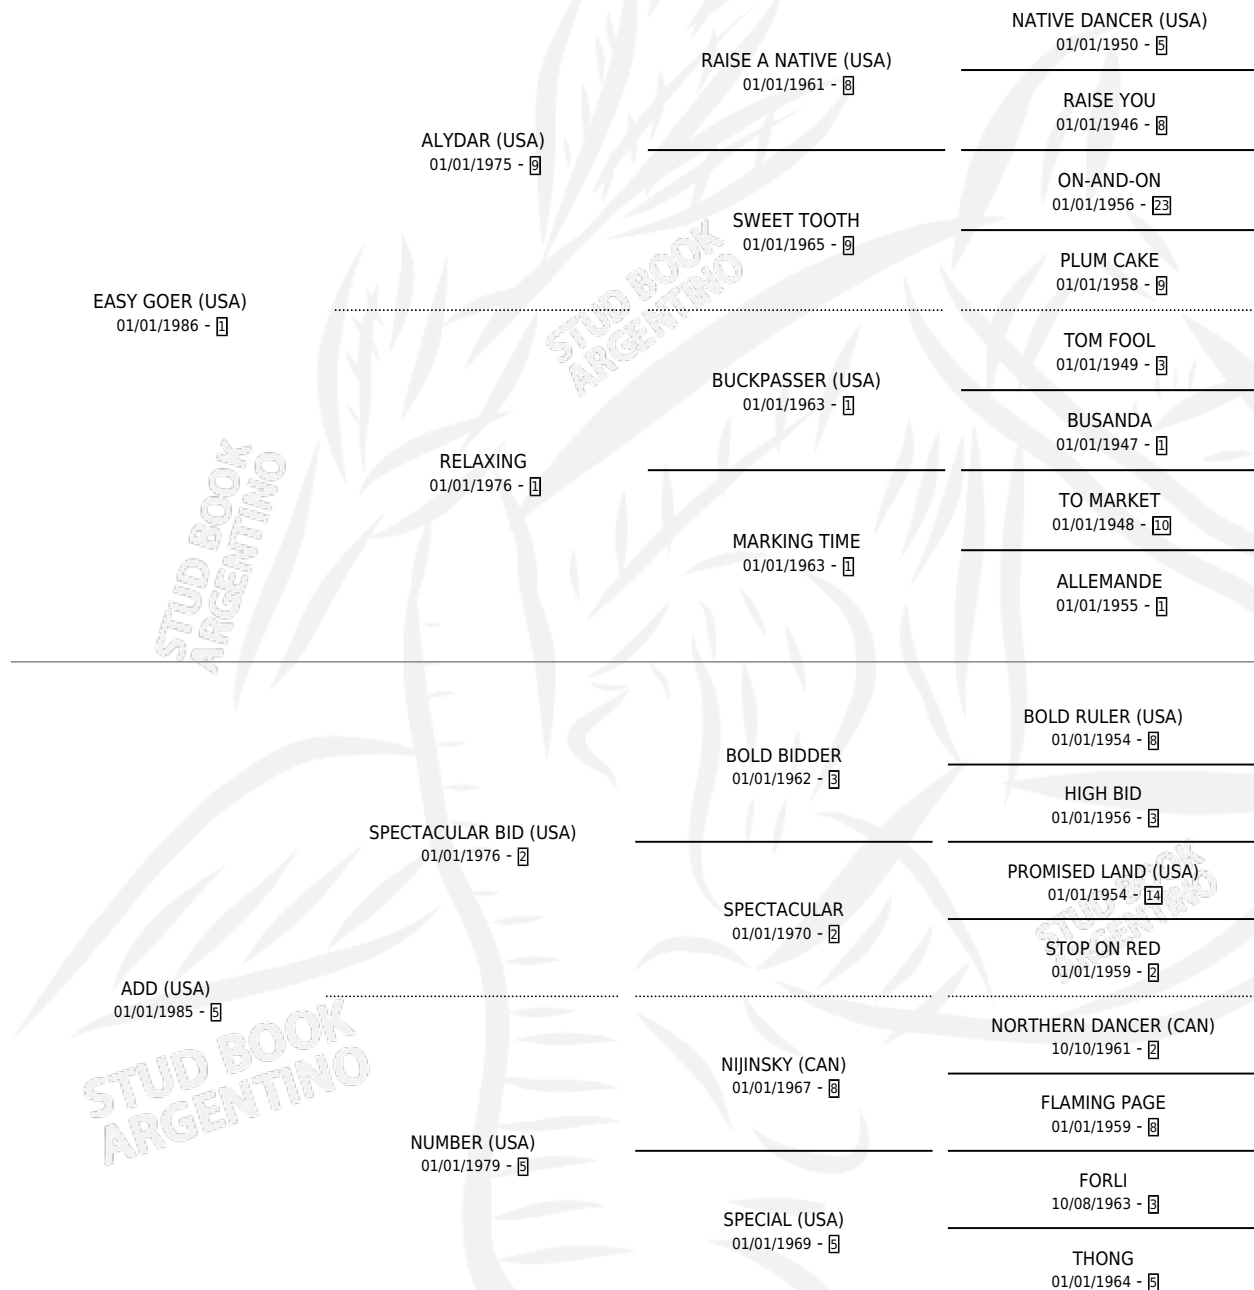 NATIVE DANCER (USA)
01/01/1950 - 5
RAISE A NATIVE (USA)
01/01/1961 - 8
RAISE YOU
01/01/1946 - 8
ALYDAR (USA)
01/01/1975 - 9
ON-AND-ON
01/01/1956 - 23
SWEET TOOTH
01/01/1965 - 9
PLUM CAKE
01/01/1958 - 9
EASY GOER (USA)
01/01/1986 - 1
TOM FOOL
01/01/1949 - 3
BUCKPASSER (USA)
01/01/1963 - 1
BUSANDA
01/01/1947 - 1
RELAXING
01/01/1976 - 1
TO MARKET
01/01/1948 - 10
MARKING TIME
01/01/1963 - 1
ALLEMANDE
01/01/1955 - 1
BOLD RULER (USA)
01/01/1954 - 8
BOLD BIDDER
01/01/1962 - 3
HIGH BID
01/01/1956 - 3
SPECTACULAR BID (USA)
01/01/1976 - 2
PROMISED LAND (USA)
01/01/1954 - 14
SPECTACULAR
01/01/1970 - 2
STOP ON RED
01/01/1959 - 2
ADD (USA)
01/01/1985 - 5
NORTHERN DANCER (CAN)
10/10/1961 - 2
NIJINSKY (CAN)
01/01/1967 - 8
FLAMING PAGE
01/01/1959 - 8
NUMBER (USA)
01/01/1979 - 5
FORLI
10/08/1963 - 3
SPECIAL (USA)
01/01/1969 - 5
THONG
01/01/1964 - 5
STUD BOOK
ARGENTINO
STUD BOOK
ARGENTINO
STUD BOOK
ARGENTINO
STUD BOOK
ARGENTINO